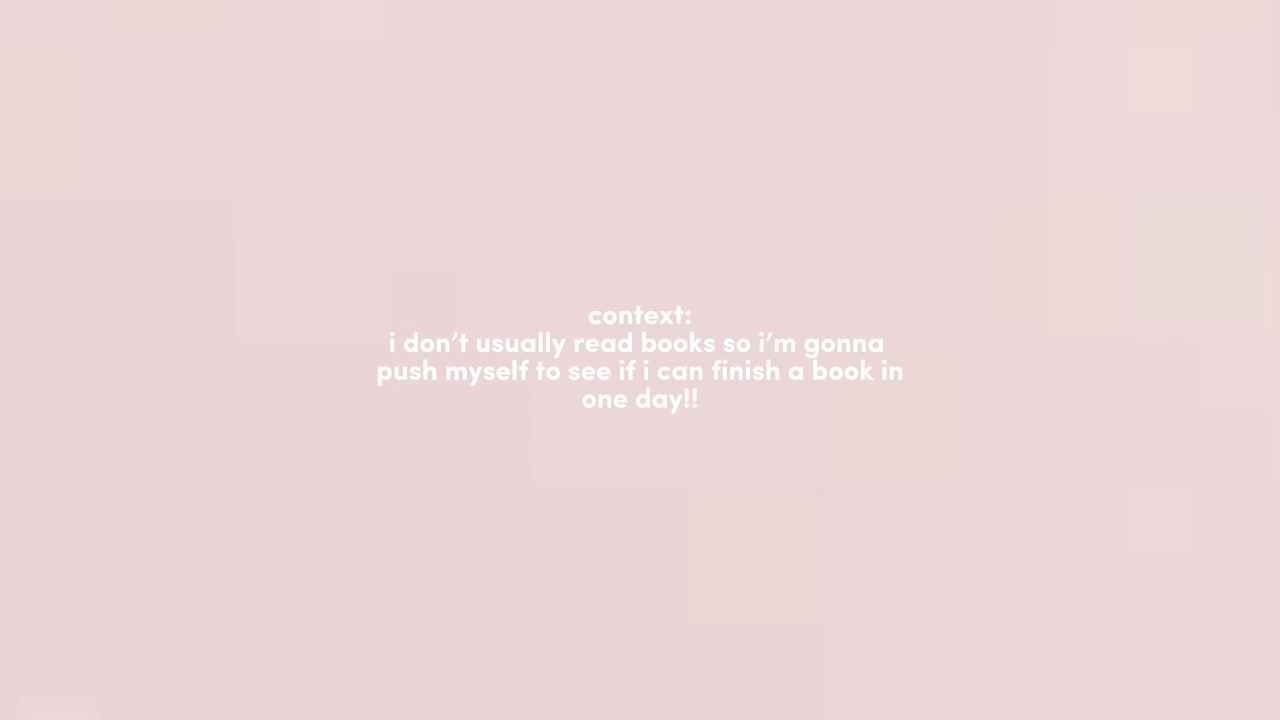 context:
i don’t usually read books so i’m gonna
push myself to see if i can finish a book in
one day!!